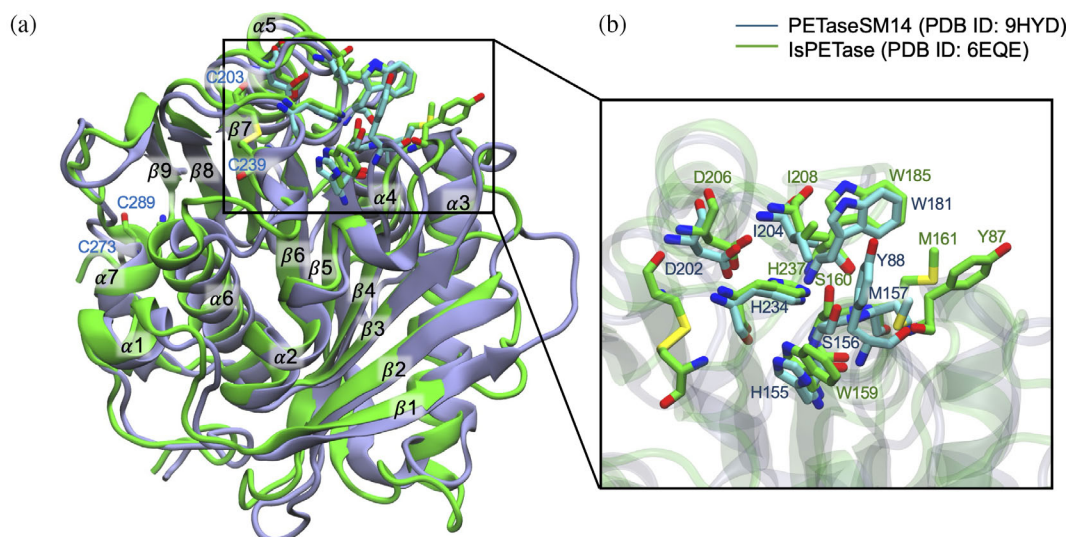 (a)
(b)
PETaseSM14 (PDB ID: 9HYD)
IsPETase (PDB ID: 6EQE)
α5
C203
β7
C239
β9
β8
α4
α3
C289
C273
α7
β6
β5
α6
β4
β3
α1
α2
β2
β1
D206
I208
W185
I204
W181
Y87
M161
D202
H237
S160
Y88
H234
M157
S156
H155
W159